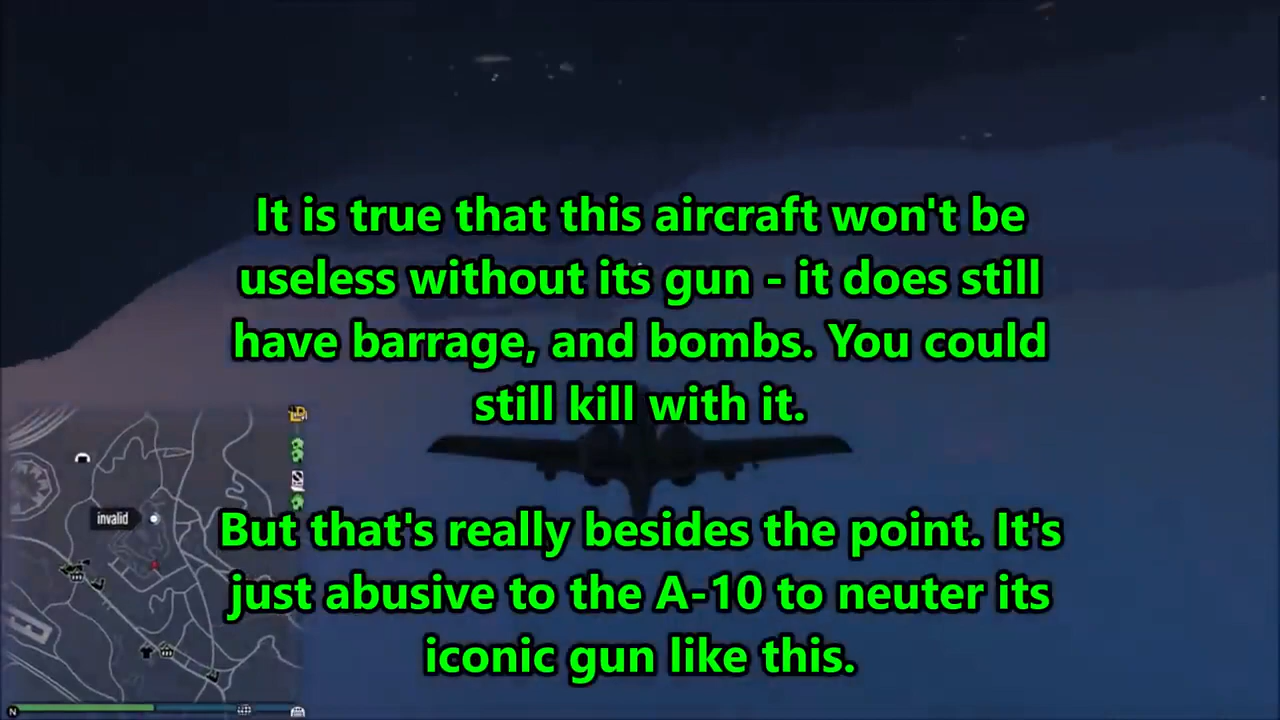 It is true that this aircraft won't be
useless without its gun - it does still
have barrage, and bombs. You could
still kill with it.
invalid
But that's really besides the point. It's
just abusive to the A-10 to neuter its
iconic gun like this.
N